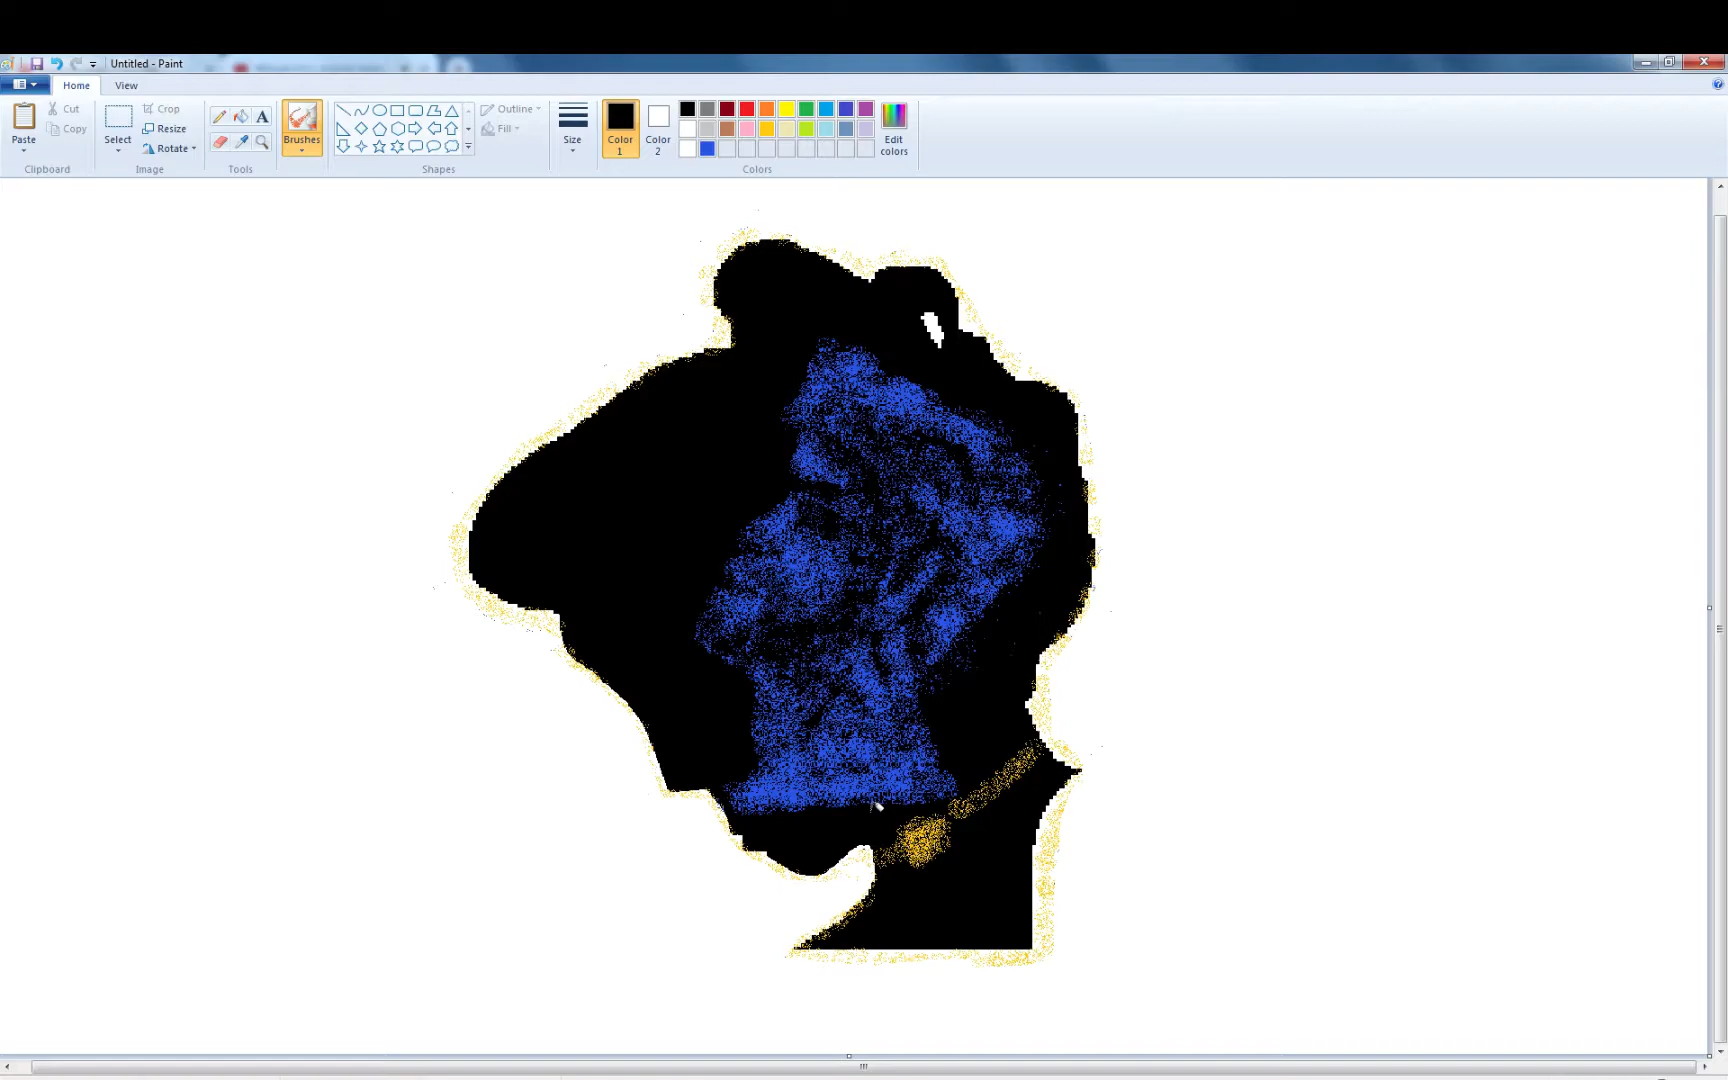 Untitled - Paint
Home View
Cut
Copy
Paste
Clipboard
Crop
Resize
Rotate
Select
Image
A
Tools
Brushes
Outline
Fill
Shapes
Size
Color 1
Color 2
Edit colors
Colors